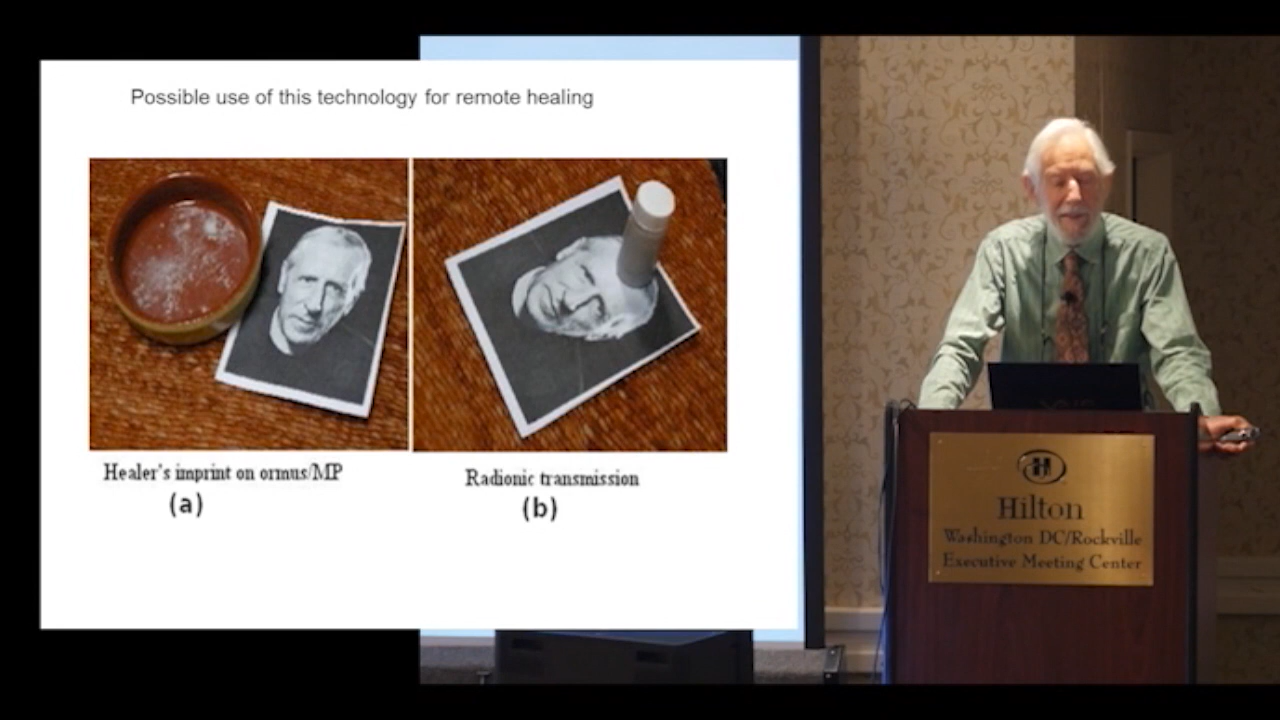 Possible use of this technology for remote healing
Healer's imprint on ormus/MP
Radionic transmission
(a)
(b)
H
Hilton
Washington DC/Rockville
Executive Meeting Center